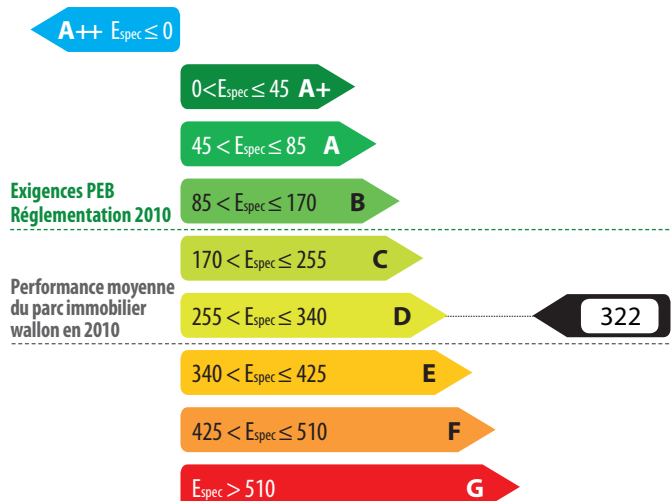 A++ Espec ≤ 0
0<Espec ≤ 45 A+
45 < Espec ≤ 85 A
Exigences PEB
Réglementation 2010
85 < Espec ≤ 170 B
170 < Espec ≤ 255 C
Performance moyenne
du parc immobilier
wallon en 2010
255 < Espec ≤ 340 D
322
340 < Espec ≤ 425 E
425 < Espec ≤ 510 F
Espec > 510 G